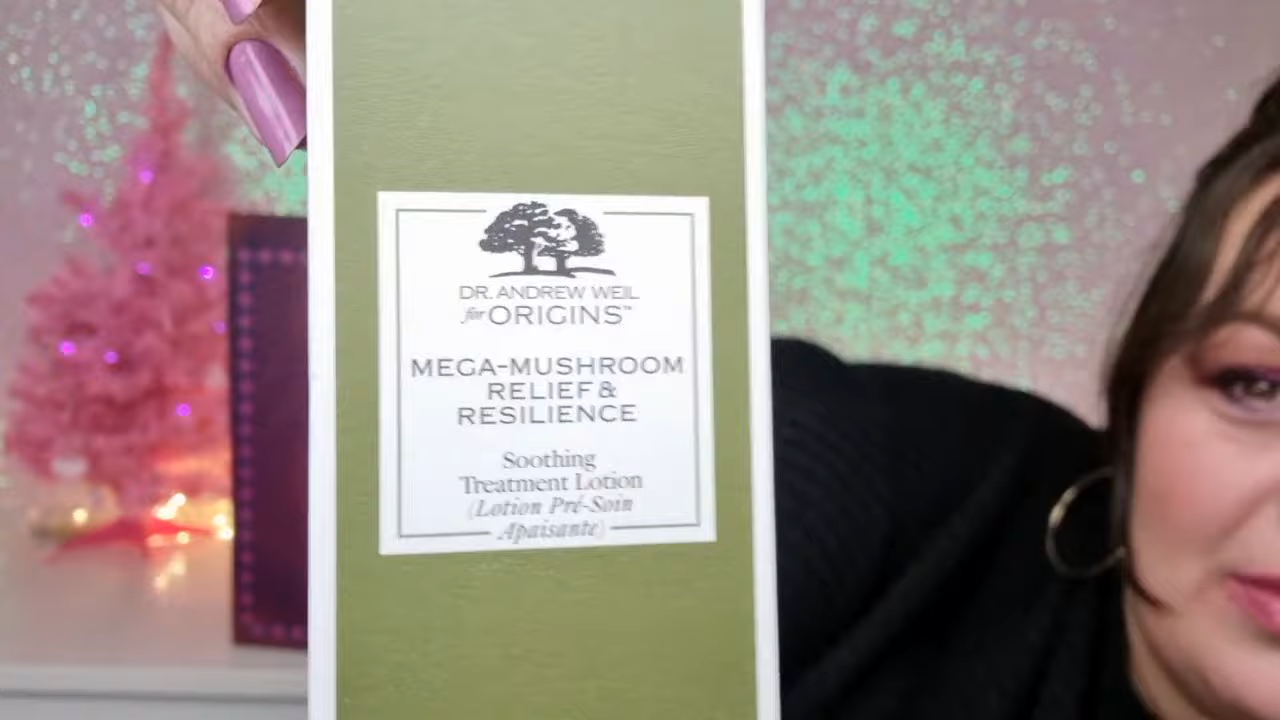 DR. ANDREW WEIL
for ORIGINS™
MEGA-MUSHROOM
RELIEF &
RESILIENCE
Soothing
Treatment Lotion
(Lotion Pré-Soin
Apaisante)